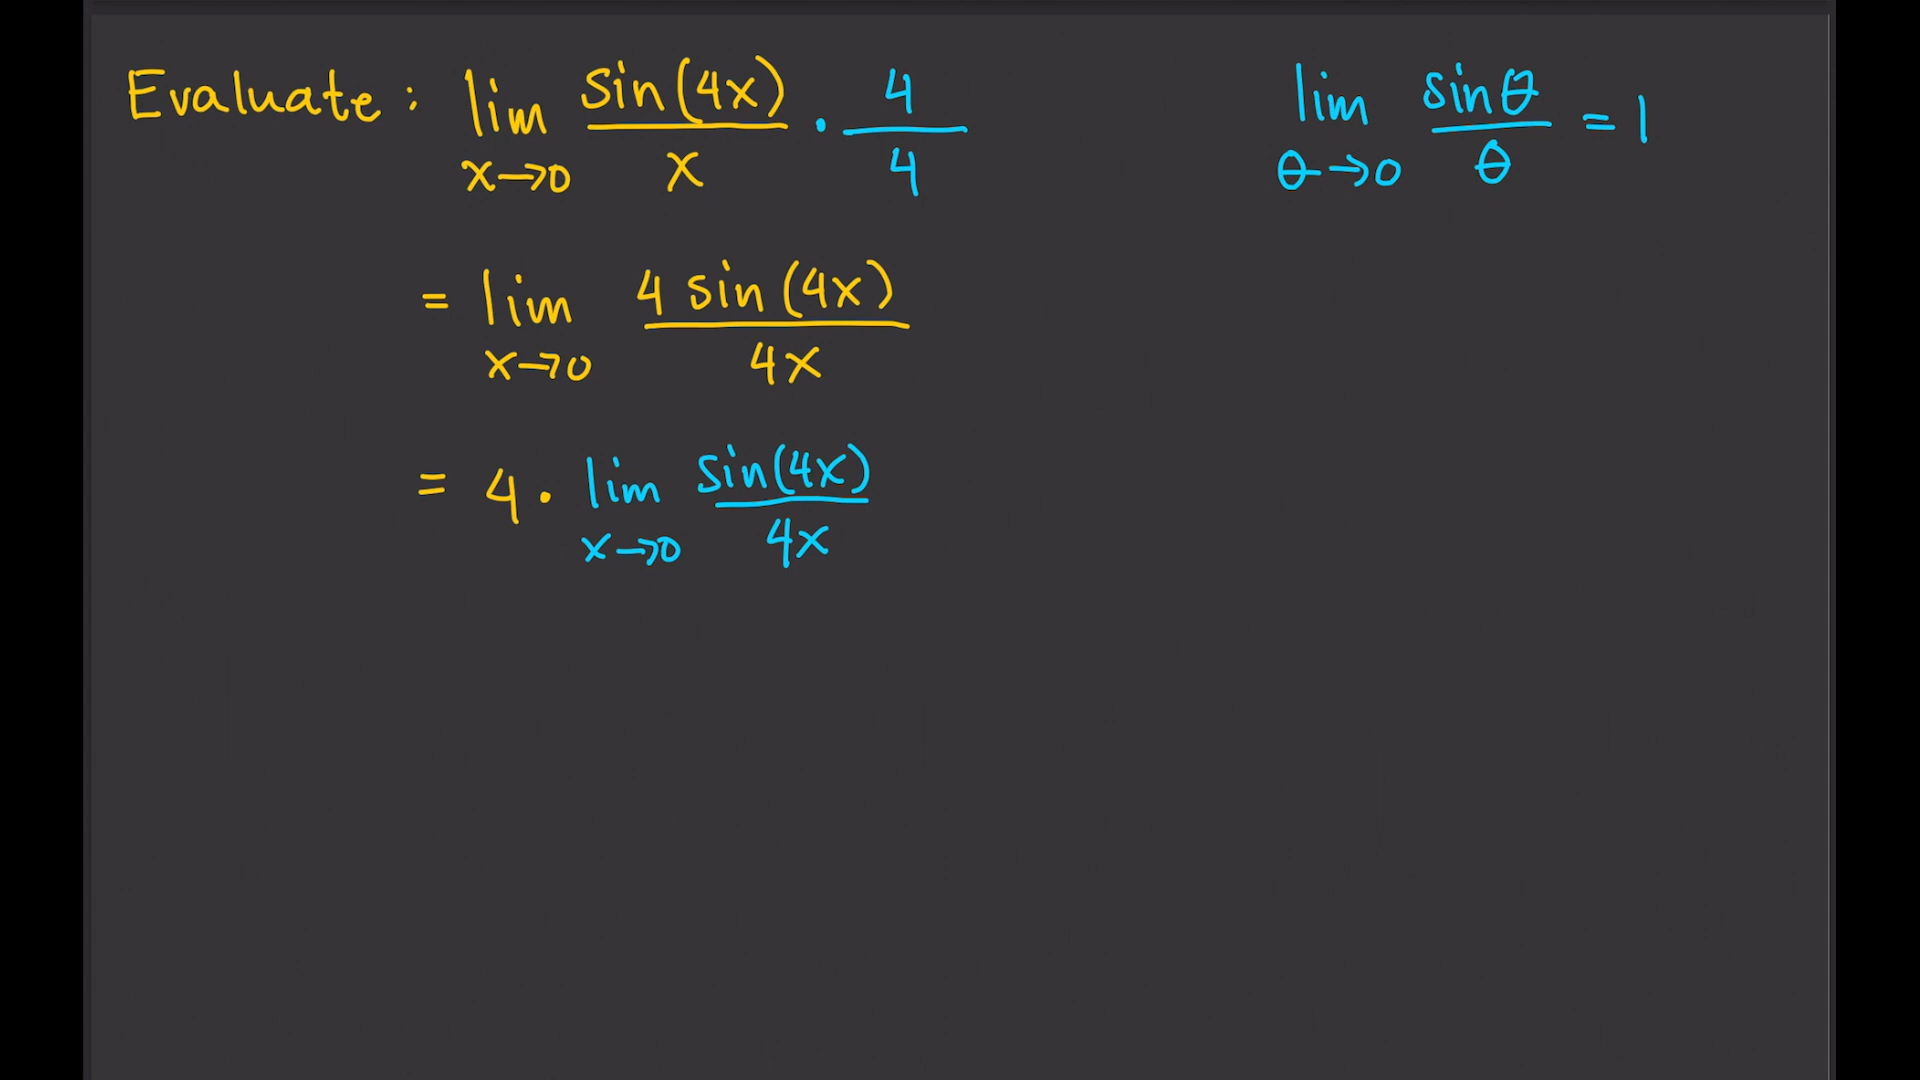 Evaluate: lim x→0 sin(4x)/x · 4/4
lim θ→0 sinθ/θ = 1
= lim x→0 4 sin(4x)/4x
= 4 · lim x→0 sin(4x)/4x